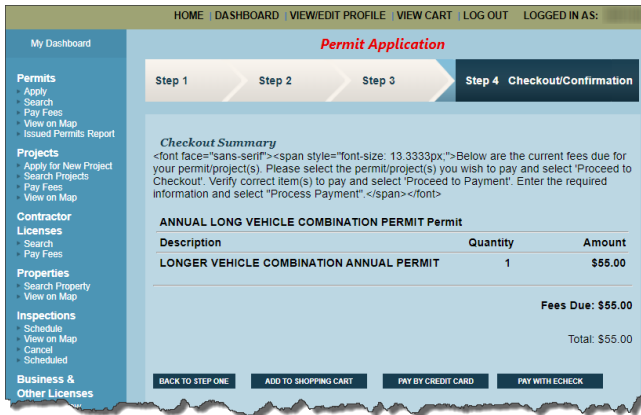 HOME | DASHBOARD | VIEW/EDIT PROFILE | VIEW CART | LOG OUT LOGGED IN AS:
My Dashboard
Permits
Apply
Search
Pay Fees
View on Map
Issued Permits Report
Projects
Apply for New Project
Search Projects
Pay Fees
View on Map
Contractor
Licenses
Search
Pay Fees
Properties
Search Property
View on Map
Inspections
Schedule
View on Map
Cancel
Scheduled
Business &
Other Licenses
Permit Application
Step 1 Step 2 Step 3 Step 4 Checkout/Confirmation
Checkout Summary
<font face="sans-serif"><span style="font-size: 13.3333px;">Below are the current fees due for
your permit/project(s). Please select the permit/project(s) you wish to pay and select 'Proceed to
Checkout'. Verify correct item(s) to pay and select 'Proceed to Payment'. Enter the required
information and select "Process Payment".</span></font>
ANNUAL LONG VEHICLE COMBINATION PERMIT Permit
Description Quantity Amount
LONGER VEHICLE COMBINATION ANNUAL PERMIT 1 $55.00
Fees Due: $55.00
Total: $55.00
BACK TO STEP ONE ADD TO SHOPPING CART PAY BY CREDIT CARD PAY WITH ECHECK